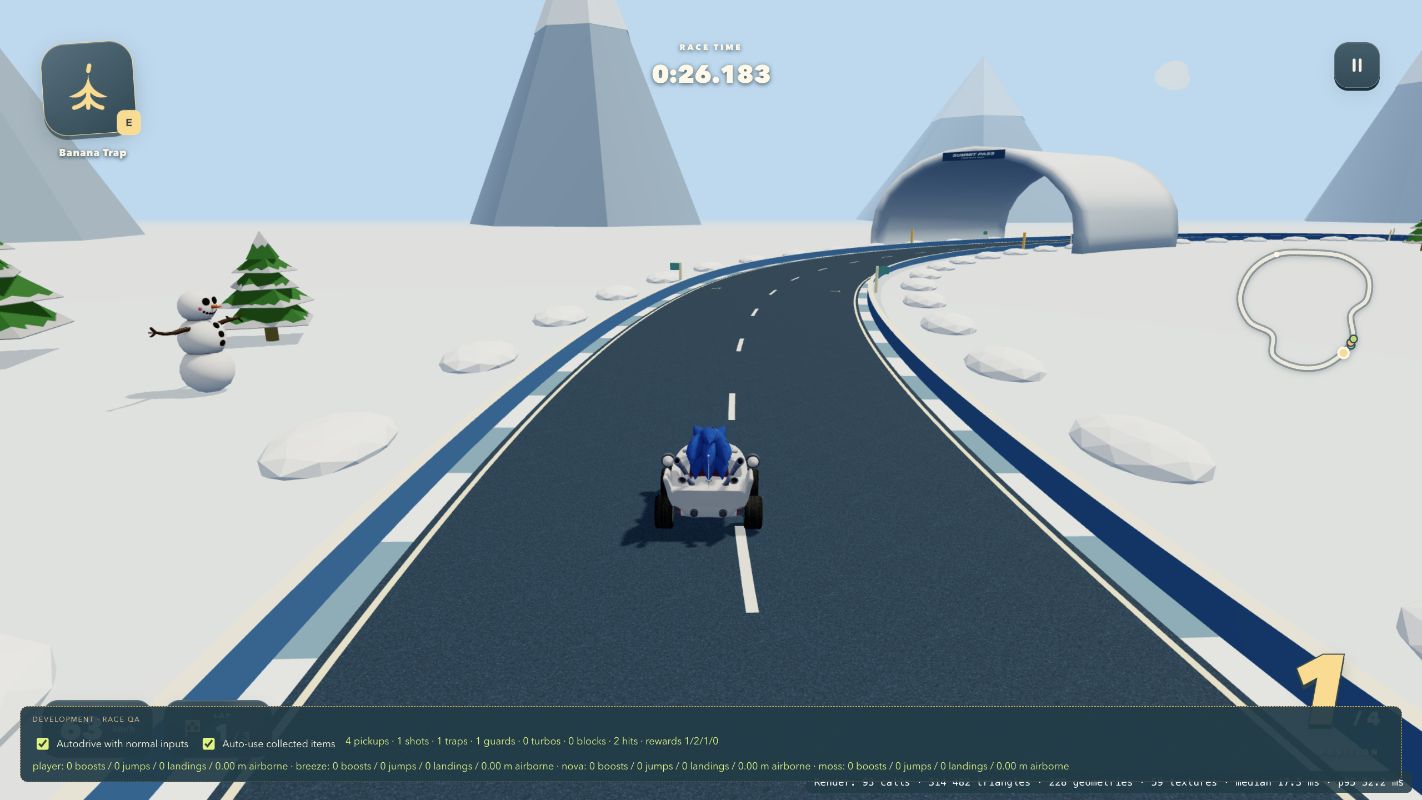 RACE TIME
0:26.183
E
Banana Trap
SUMMIT PASS
1
/4
DEVELOPMENT · RACE QA
Autodrive with normal inputs
Auto-use collected items
4 pickups · 1 shots · 1 traps · 1 guards · 0 turbos · 0 blocks · 2 hits · rewards 1/2/1/0
player: 0 boosts / 0 jumps / 0 landings / 0.00 m airborne · breeze: 0 boosts / 0 jumps / 0 landings / 0.00 m airborne · nova: 0 boosts / 0 jumps / 0 landings / 0.00 m airborne · moss: 0 boosts / 0 jumps / 0 landings / 0.00 m airborne